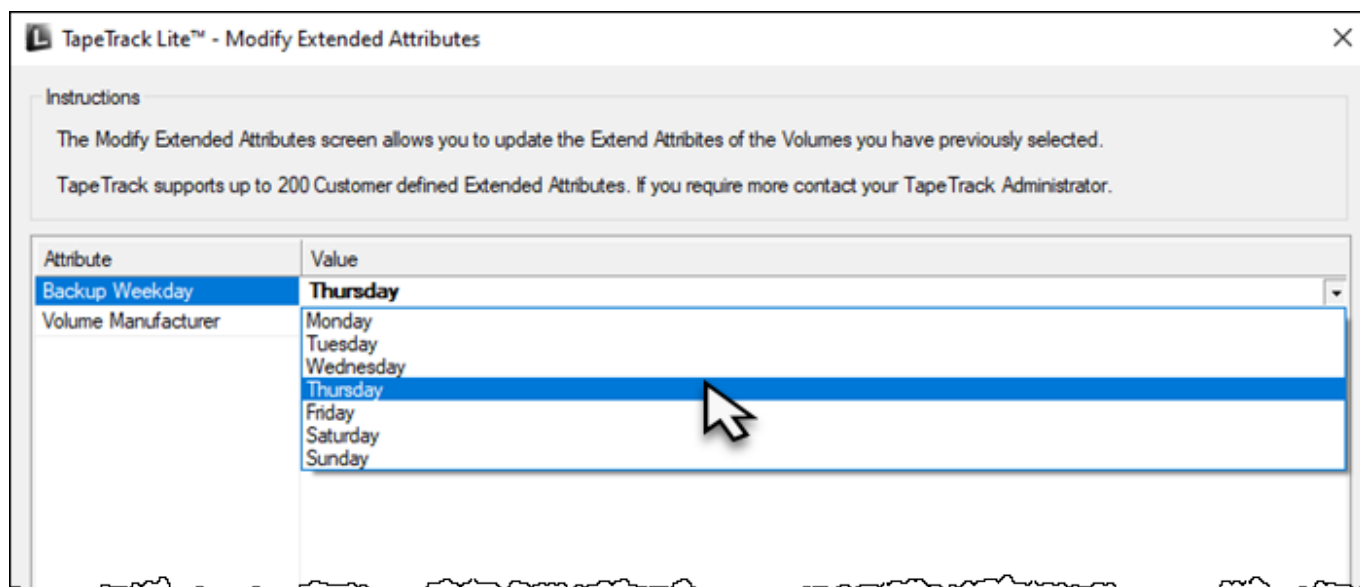 TapeTrack Lite™ - Modify Extended Attributes
Instructions
The Modify Extended Attributes screen allows you to update the Extend Attribites of the Volumes you have previously selected.
TapeTrack supports up to 200 Customer defined Extended Attributes. If you require more contact your TapeTrack Administrator.
Attribute Value
Backup Weekday Thursday
Volume Manufacturer
Monday
Tuesday
Wednesday
Thursday
Friday
Saturday
Sunday